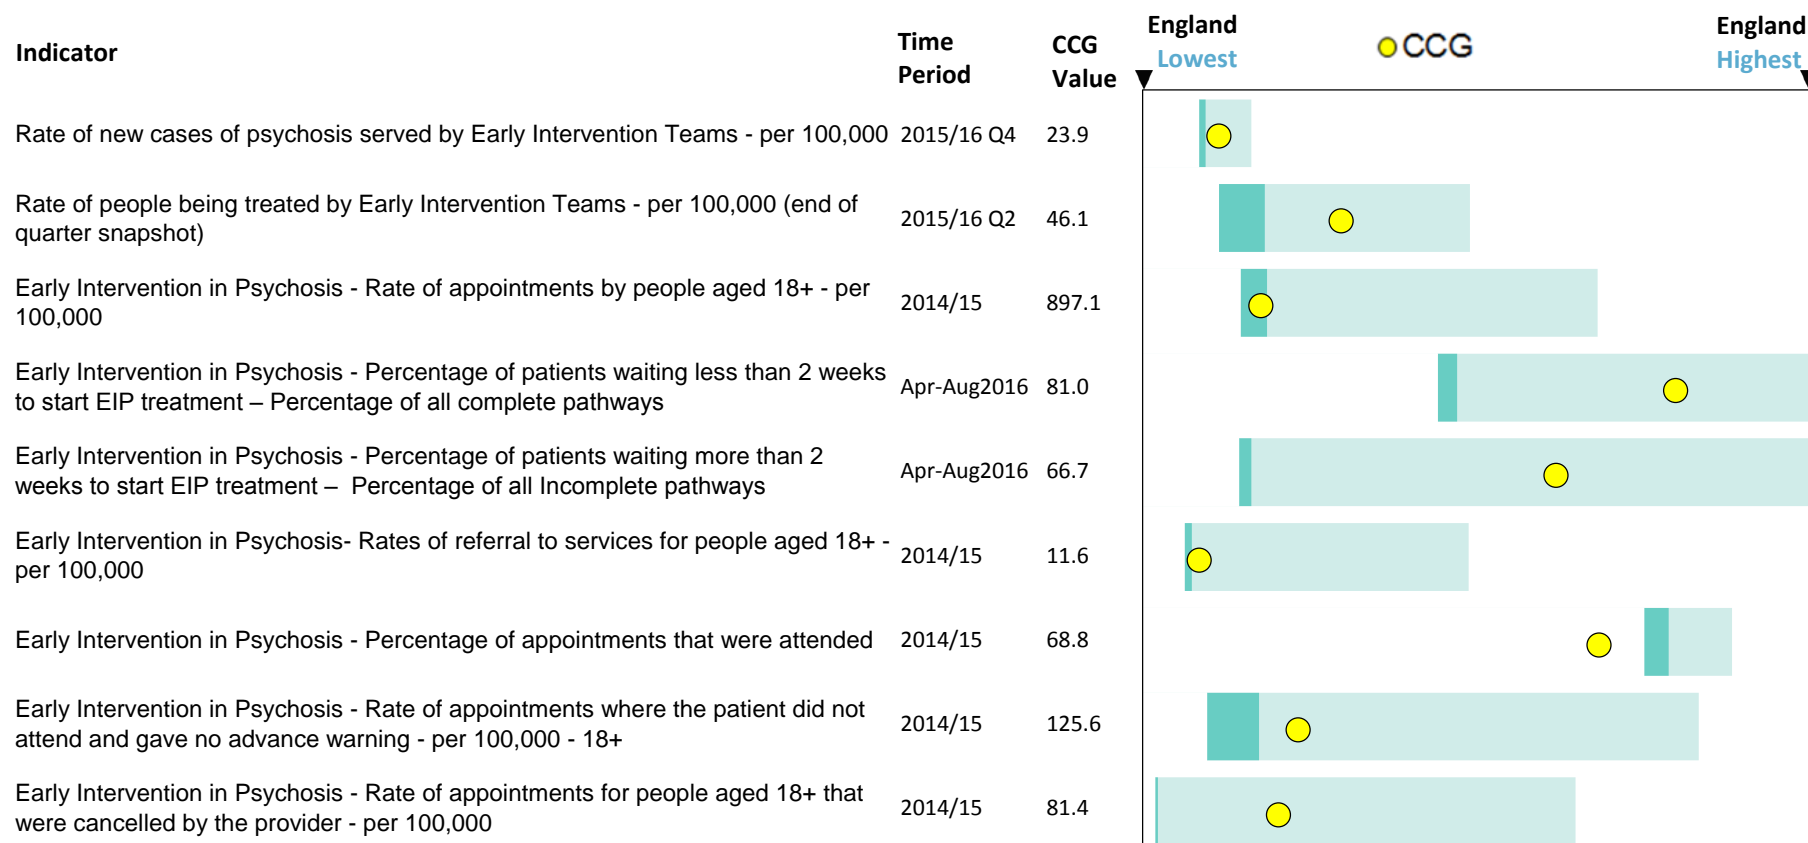 Indicator
Time Period
CCG Value
England Lowest
CCG
England Highest
Rate of new cases of psychosis served by Early Intervention Teams - per 100,000 2015/16 Q4 23.9
Rate of people being treated by Early Intervention Teams - per 100,000 (end of
quarter snapshot)
2015/16 Q2 46.1
Early Intervention in Psychosis - Rate of appointments by people aged 18+ - per
100,000
2014/15 897.1
Early Intervention in Psychosis - Percentage of patients waiting less than 2 weeks
to start EIP treatment – Percentage of all complete pathways
Apr-Aug2016 81.0
Early Intervention in Psychosis - Percentage of patients waiting more than 2
weeks to start EIP treatment – Percentage of all Incomplete pathways
Apr-Aug2016 66.7
Early Intervention in Psychosis- Rates of referral to services for people aged 18+ -
per 100,000
2014/15 11.6
Early Intervention in Psychosis - Percentage of appointments that were attended 2014/15 68.8
Early Intervention in Psychosis - Rate of appointments where the patient did not
attend and gave no advance warning - per 100,000 - 18+
2014/15 125.6
Early Intervention in Psychosis - Rate of appointments for people aged 18+ that
were cancelled by the provider - per 100,000
2014/15 81.4